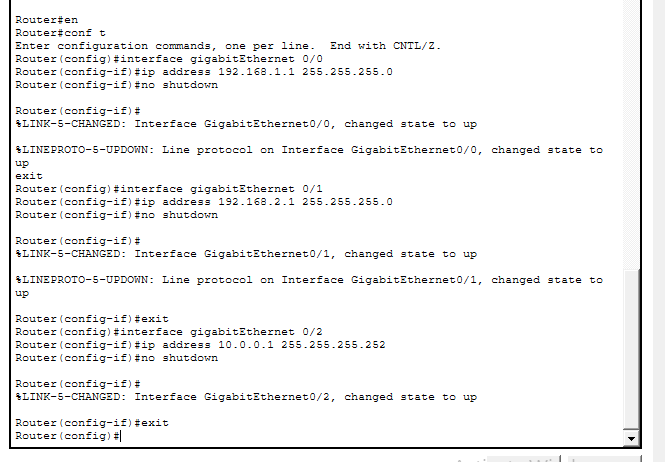 Router#en
Router#conf t
Enter configuration commands, one per line.  End with CNTL/Z.
Router(config)#interface gigabitEthernet 0/0
Router(config-if)#ip address 192.168.1.1 255.255.255.0
Router(config-if)#no shutdown
Router(config-if)#
%LINK-5-CHANGED: Interface GigabitEthernet0/0, changed state to up
%LINEPROTO-5-UPDOWN: Line protocol on Interface GigabitEthernet0/0, changed state to
up
exit
Router(config)#interface gigabitEthernet 0/1
Router(config-if)#ip address 192.168.2.1 255.255.255.0
Router(config-if)#no shutdown
Router(config-if)#
%LINK-5-CHANGED: Interface GigabitEthernet0/1, changed state to up
%LINEPROTO-5-UPDOWN: Line protocol on Interface GigabitEthernet0/1, changed state to
up
Router(config-if)#exit
Router(config)#interface gigabitEthernet 0/2
Router(config-if)#ip address 10.0.0.1 255.255.255.252
Router(config-if)#no shutdown
Router(config-if)#
%LINK-5-CHANGED: Interface GigabitEthernet0/2, changed state to up
Router(config-if)#exit
Router(config)#